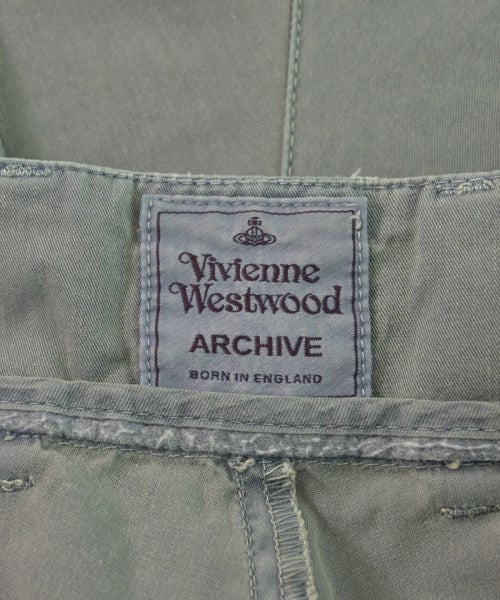 Vivienne
Westwood
ARCHIVE
BORN IN ENGLAND